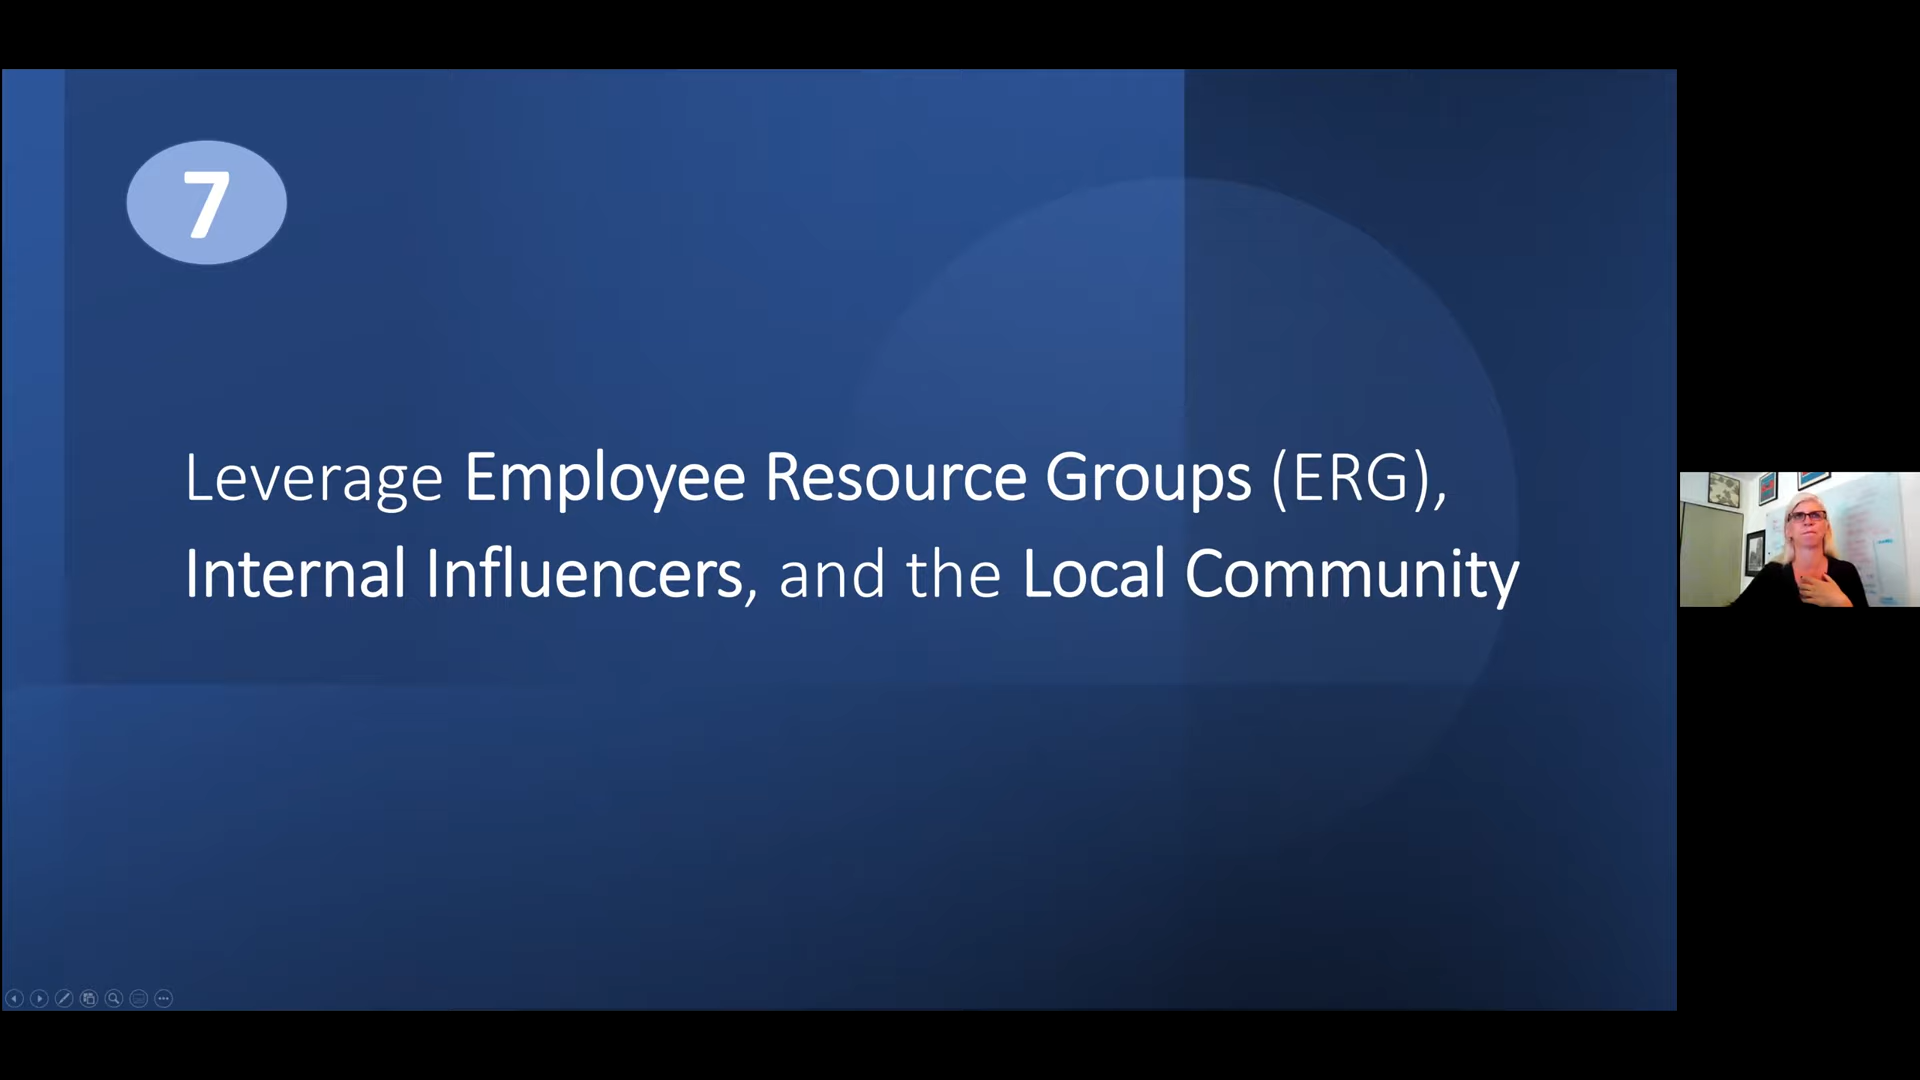 7
Leverage Employee Resource Groups (ERG),
Internal Influencers, and the Local Community